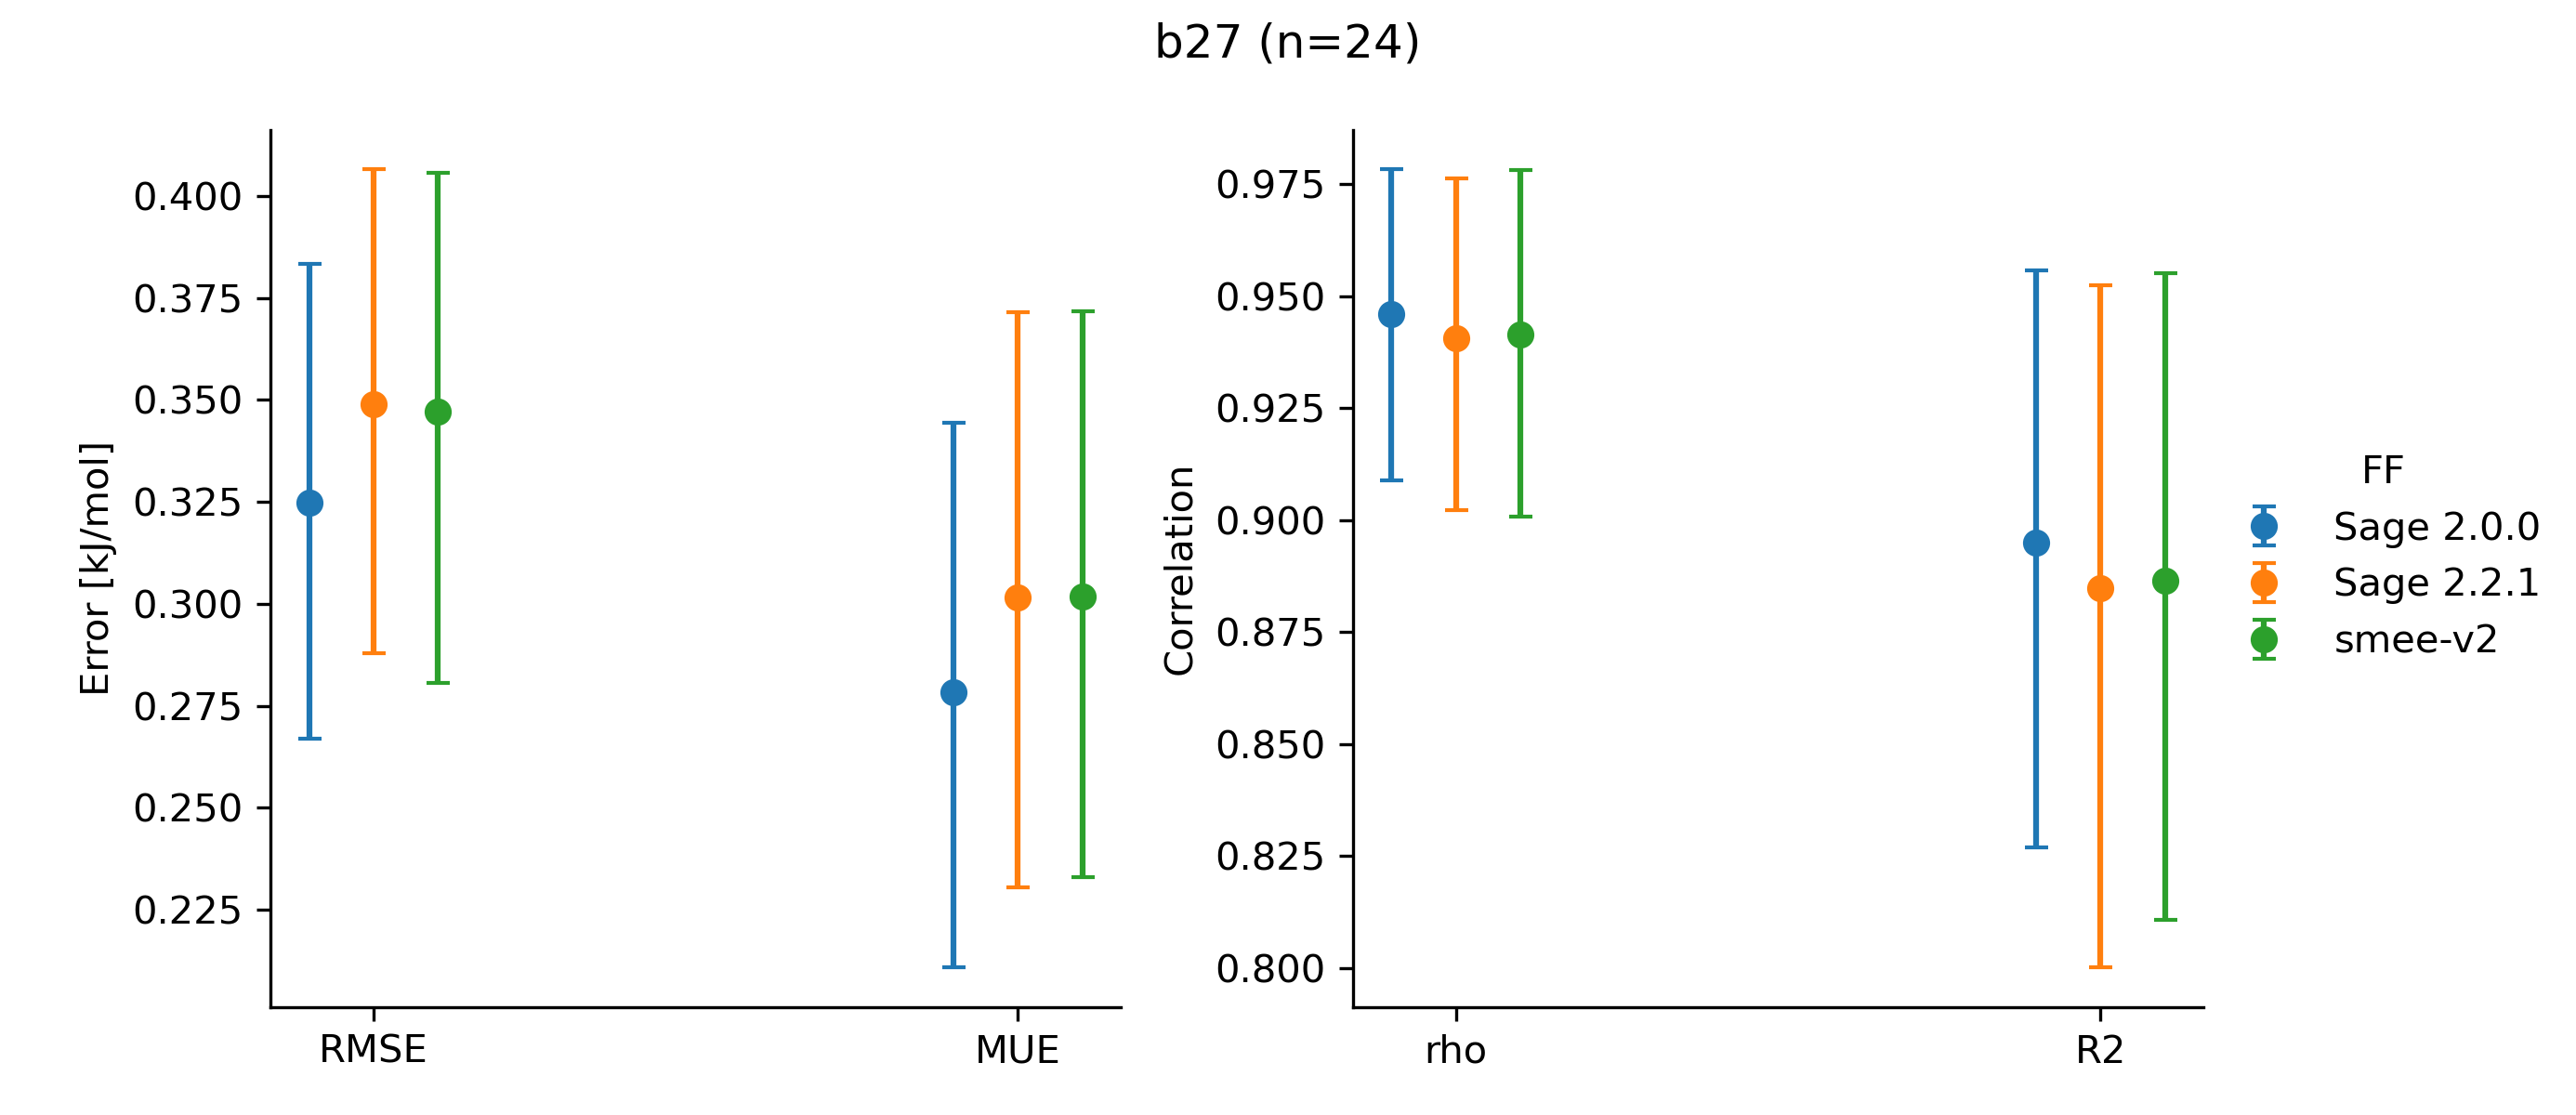 b27 (n=24)
Error [kJ/mol]
0.400
0.375
0.350
0.325
0.300
0.275
0.250
0.225
RMSE
MUE
Correlation
0.975
0.950
0.925
0.900
0.875
0.850
0.825
0.800
rho
R2
FF
Sage 2.0.0
Sage 2.2.1
smee-v2